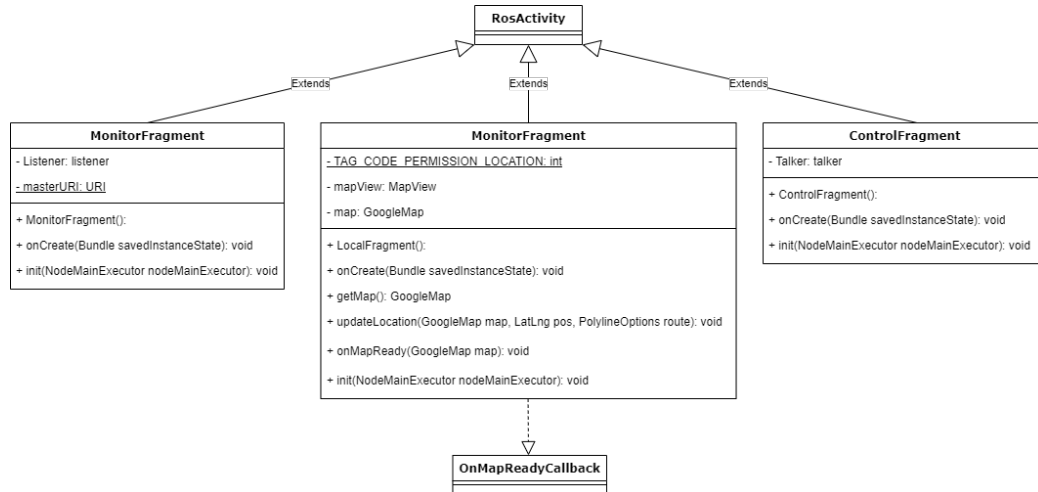 RosActivity
Extends
Extends
Extends
MonitorFragment
- Listener: listener
- masterURI: URI
+ MonitorFragment():
+ onCreate(Bundle savedInstanceState): void
+ init(NodeMainExecutor nodeMainExecutor): void
MonitorFragment
- TAG_CODE_PERMISSION_LOCATION: int
- mapView: MapView
- map: GoogleMap
+ LocalFragment():
+ onCreate(Bundle savedInstanceState): void
+ getMap(): GoogleMap
+ updateLocation(GoogleMap map, LatLng pos, PolylineOptions route): void
+ onMapReady(GoogleMap map): void
+ init(NodeMainExecutor nodeMainExecutor): void
ControlFragment
- Talker: talker
+ ControlFragment():
+ onCreate(Bundle savedInstanceState): void
+ init(NodeMainExecutor nodeMainExecutor): void
OnMapReadyCallback